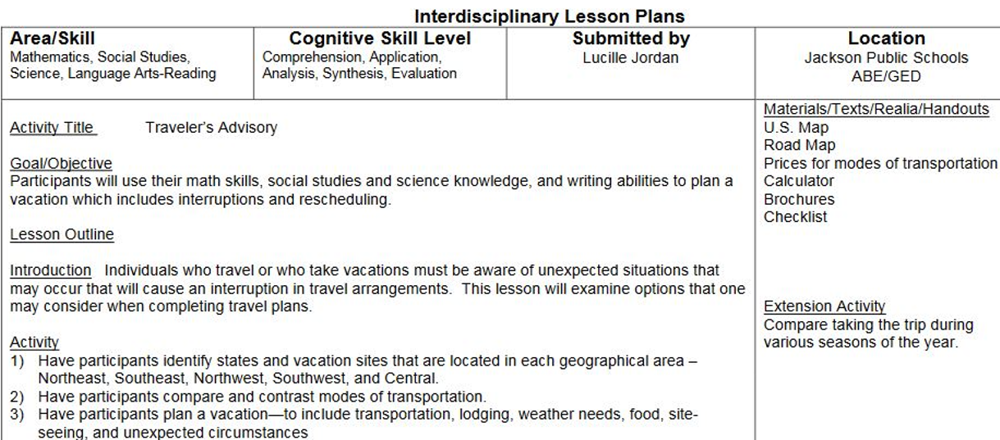 Interdisciplinary Lesson Plans
Area/Skill
Mathematics, Social Studies,
Science, Language Arts-Reading
Cognitive Skill Level
Comprehension, Application,
Analysis, Synthesis, Evaluation
Submitted by
Lucille Jordan
Location
Jackson Public Schools
ABE/GED
Activity Title Traveler's Advisory
Goal/Objective
Participants will use their math skills, social studies and science knowledge, and writing abilities to plan a
vacation which includes interruptions and rescheduling.
Lesson Outline
Introduction Individuals who travel or who take vacations must be aware of unexpected situations that
may occur that will cause an interruption in travel arrangements. This lesson will examine options that one
may consider when completing travel plans.
Activity
1) Have participants identify states and vacation sites that are located in each geographical area –
Northeast, Southeast, Northwest, Southwest, and Central.
2) Have participants compare and contrast modes of transportation.
3) Have participants plan a vacation—to include transportation, lodging, weather needs, food, site-
seeing, and unexpected circumstances
Materials/Texts/Realia/Handouts
U.S. Map
Road Map
Prices for modes of transportation
Calculator
Brochures
Checklist
Extension Activity
Compare taking the trip during
various seasons of the year.